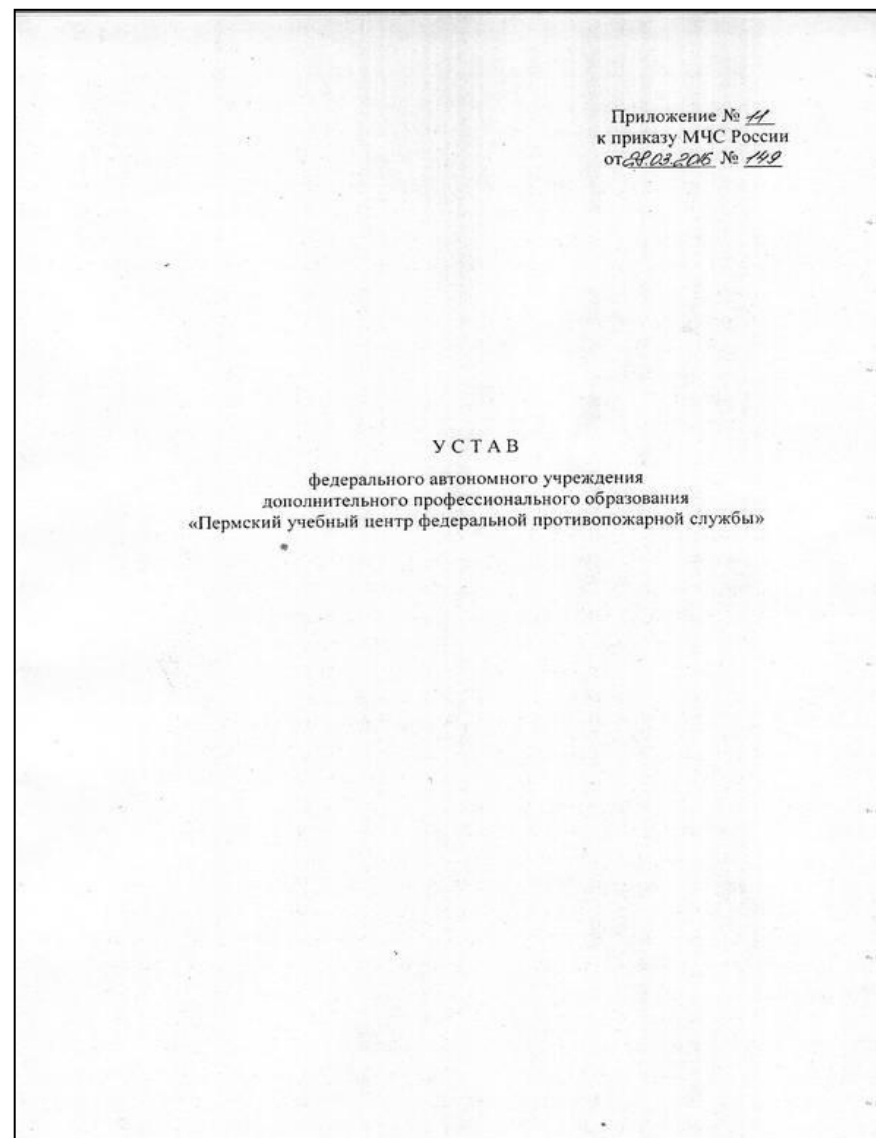 Приложение № 11
к приказу МЧС России
от 28.03.2016 № 149
У С Т А В
федерального автономного учреждения
дополнительного профессионального образования
«Пермский учебный центр федеральной противопожарной службы»